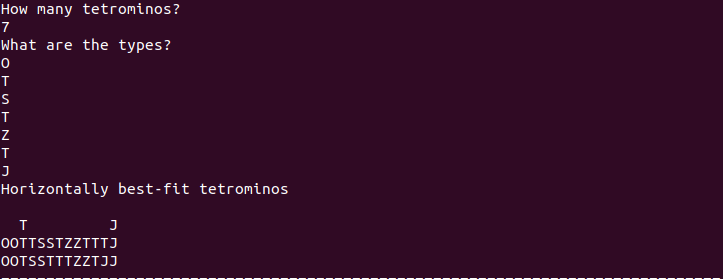 How many tetrominos?
7
What are the types?
O
T
S
T
Z
T
J
Horizontally best-fit tetrominos

  T         J
OOTTSSTZZTTTJ
OOTSSTTTZZTJJ
--------------------------------------------------------------------------------